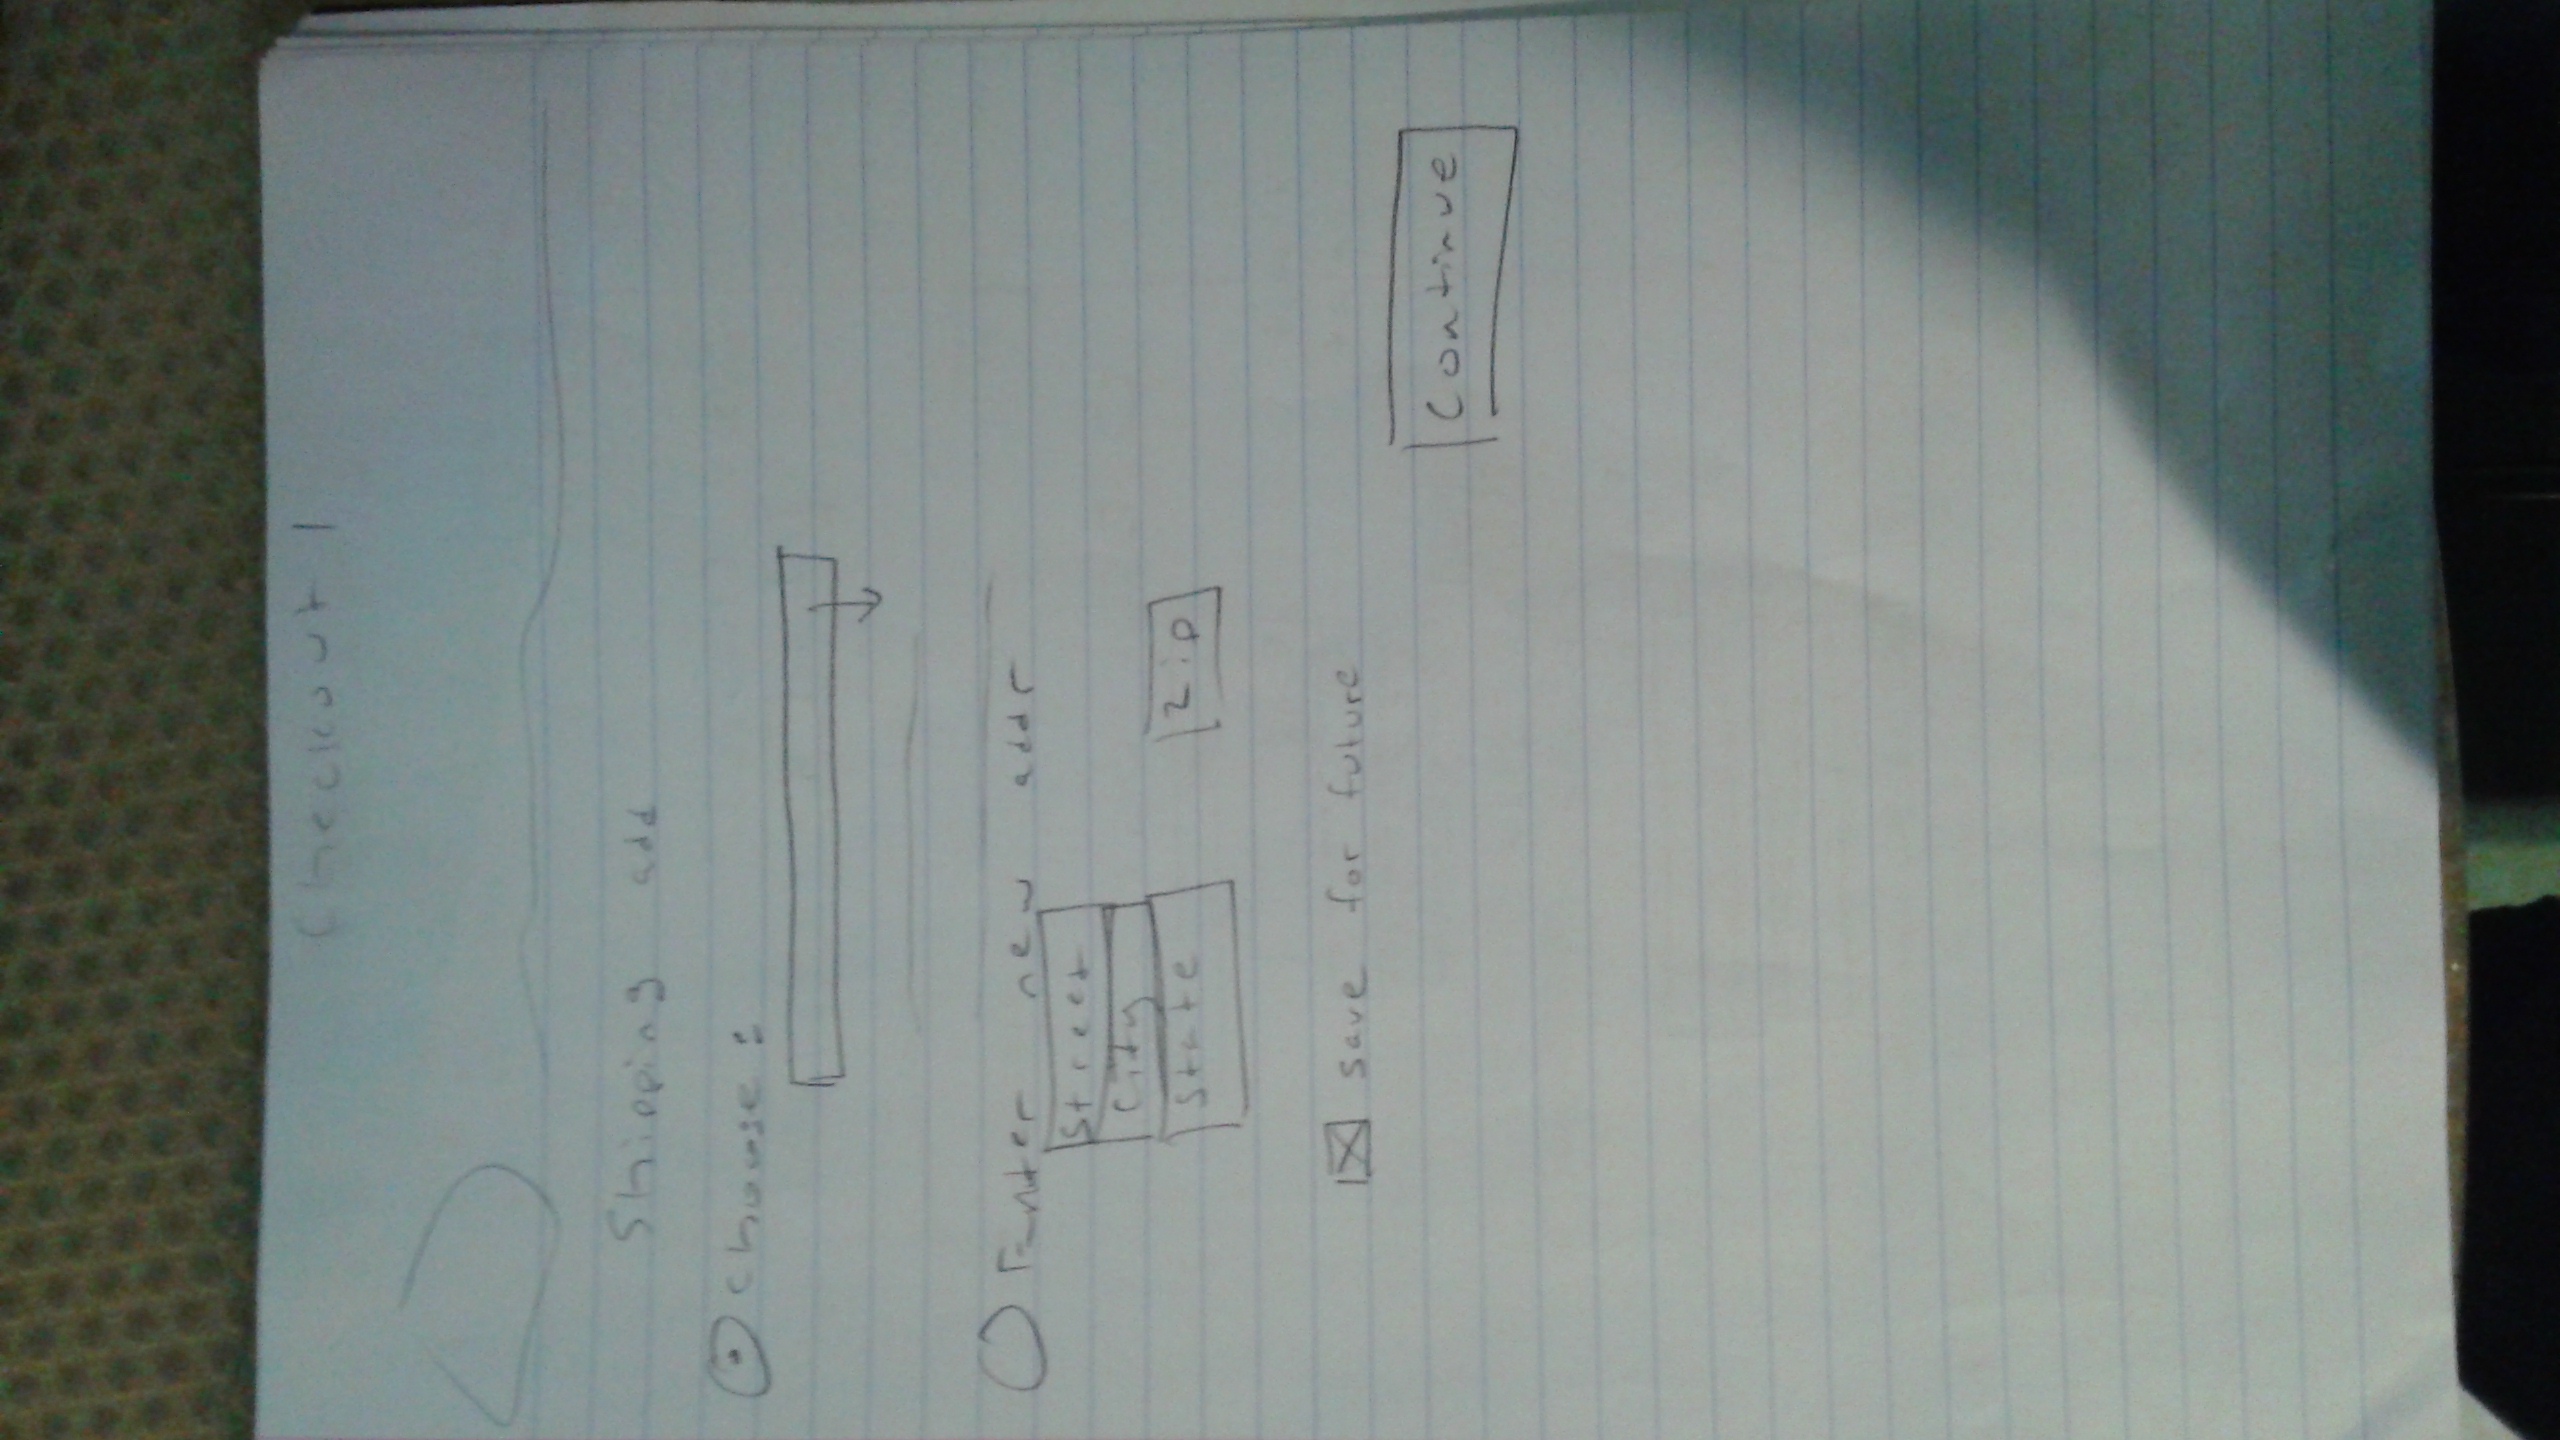 Checkout 1
Shipping add
Choose:
Enter new addr
Street
City
State Zip
save for future
Continue